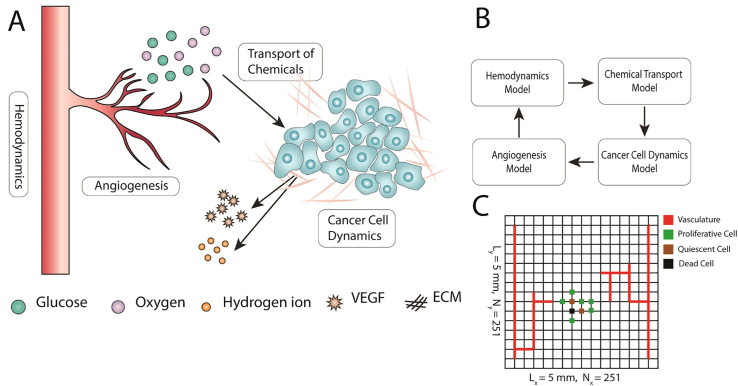 A
Hemodynamics
Transport of
Chemicals
Angiogenesis
Cancer Cell
Dynamics
Glucose
Oxygen
Hydrogen ion
VEGF
ECM
B
Hemodynamics
Model
Chemical Transport
Model
Angiogenesis
Model
Cancer Cell Dynamics
Model
C
Vasculature
Proliferative Cell
Quiescent Cell
Dead Cell
Ly = 5 mm, Ny = 251
Lx = 5 mm, Nx = 251